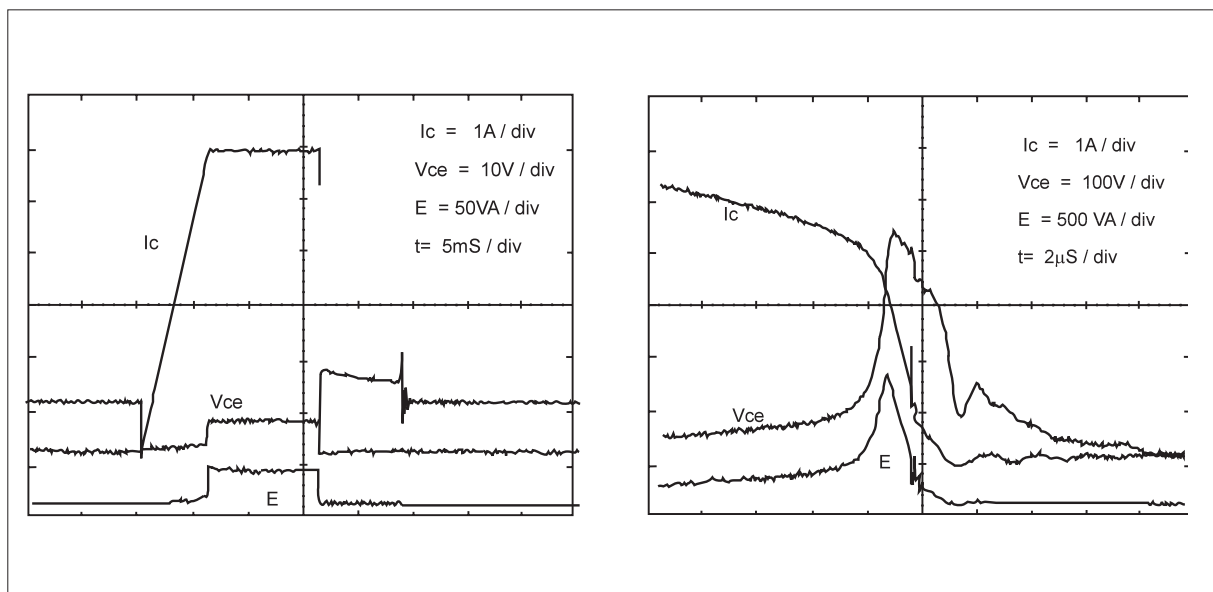 Ic = 1A / div
Vce = 10V / div
E = 50VA / div
t= 5mS / div
Ic
Vce
E
Ic = 1A / div
Vce = 100V / div
E = 500 VA / div
t= 2μS / div
Ic
Vce
E